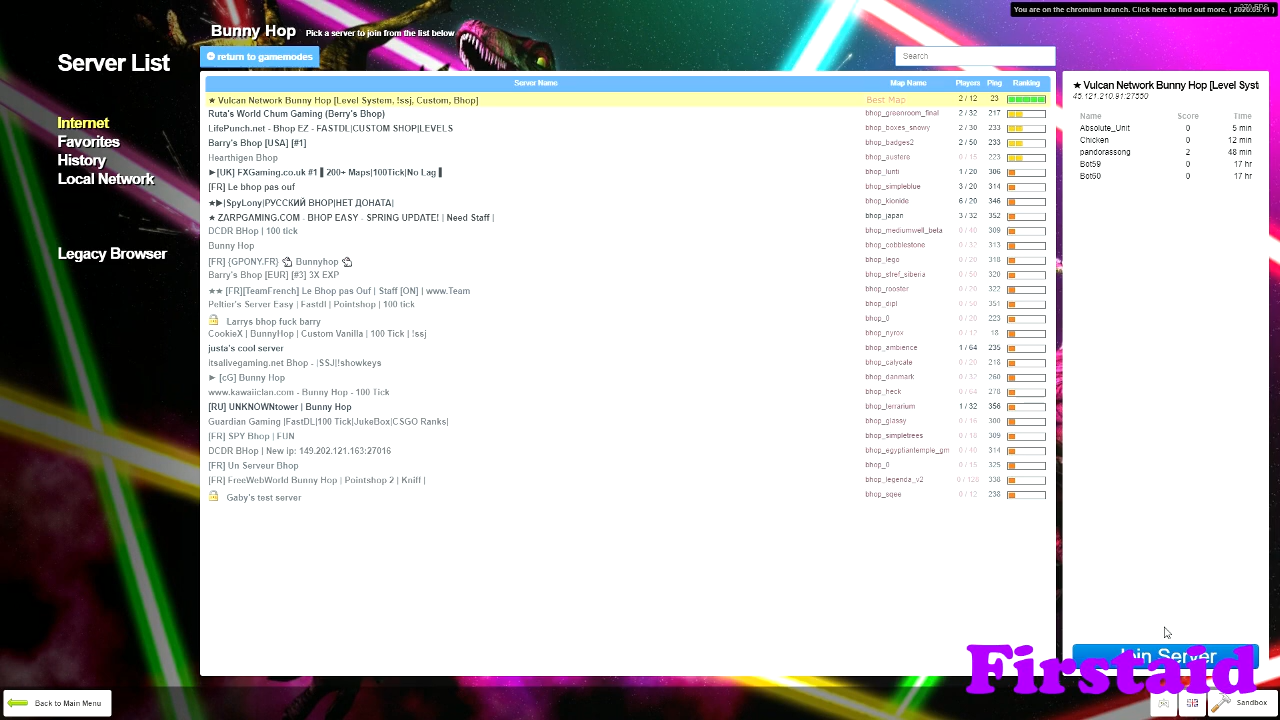 You are on the chromium branch. Click here to find out more. ( 2020.05.11 )
Bunny Hop Pick a server to join from the list below
Server List
return to gamemodes
Search
Server Name Map Name Players Ping Ranking
★ Vulcan Network Bunny Hop [Level System, !ssj, Custom, Bhop] Best Map 2 / 12 23
Ruta's World Chum Gaming (Berry's Bhop) bhop_greenroom_final 2 / 32 217
LifePunch.net - Bhop EZ - FASTDL|CUSTOM SHOP|LEVELS bhop_boxes_snowy 2 / 30 233
Barry's Bhop [USA] [#1] bhop_badges2 2 / 50 233
Hearthigen Bhop bhop_austere 0 / 15 223
►[UK] FXGaming.co.uk #1 ▌200+ Maps|100Tick|No Lag ▌ 1 / 20 306
[FR] Le bhop pas ouf bhop_simpleblue 3 / 20 314
★▶|SpyLony|РУССКИЙ BHOP|НЕТ ДОНАТА| bhop_kionide 6 / 20 346
★ ZARPGAMING.COM - BHOP EASY - SPRING UPDATE! | Need Staff | bhop_japan 3 / 32 352
DCDR BHop | 100 tick bhop_mediumwell_beta 0 / 40 309
Bunny Hop bhop_cobblestone 0 / 32 313
[FR] {GPONY.FR} Bunnyhop bhop_lego 0 / 20 318
Barry's Bhop [EUR] [#3] 3X EXP bhop_stref_siberia 0 / 50 320
★★ [FR][TeamFrench] Le Bhop pas Ouf | Staff [ON] | www.Team bhop_rooster 0 / 20 322
Peltier's Server Easy | Fastdl | Pointshop | 100 tick bhop_dipl 0 / 50 351
Larrys bhop fuck barry bhop_0 0 / 20 223
CookieX | BunnyHop | Custom Vanilla | 100 Tick | !ssj bhop_nyrox 0 / 12 18
justa's cool server bhop_ambience 1 / 64 235
itsalivegaming.net Bhop - |SSJ|!showkeys bhop_calycate 0 / 20 218
► [cG] Bunny Hop bhop_danmark 0 / 32 260
www.kawaiiclan.com - Bunny Hop - 100 Tick bhop_heck 0 / 64 278
[RU] UNKNOWNtower | Bunny Hop bhop_terrarium 1 / 32 356
Guardian Gaming |FastDL|100 Tick|JukeBox|CSGO Ranks| bhop_glassy 0 / 16 300
[FR] SPY Bhop | FUN bhop_simpletrees 0 / 18 309
DCDR BHop | New ip: 149.202.121.163:27016 bhop_egyptiantemple_gm 0 / 40 314
[FR] Un Serveur Bhop bhop_0 0 / 15 325
[FR] FreeWebWorld Bunny Hop | Pointshop 2 | Kniff | bhop_legenda_v2 0 / 128 338
Gaby's test server bhop_sqee 0 / 12 238
Internet
Favorites
History
Local Network
Legacy Browser
★ Vulcan Network Bunny Hop [Level Syst
45.121.210.91:27550
Name Score Time
Absolute_Unit 0 5 min
Chicken 0 12 min
pandorassong 2 48 min
Bot59 0 17 hr
Bot60 0 17 hr
Join Server
Firstaid
Back to Main Menu
Sandbox